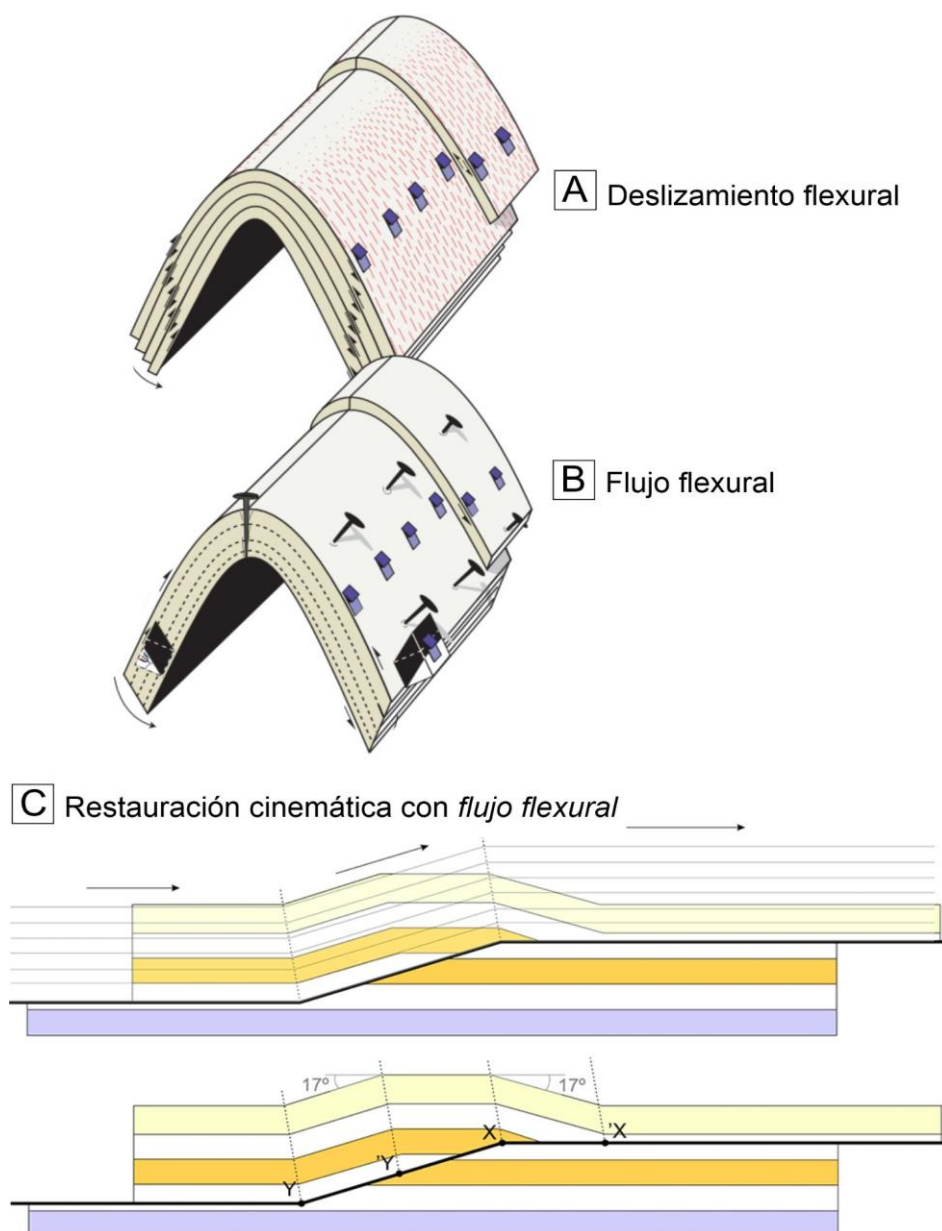 A Deslizamiento flexural
B Flujo flexural
C Restauración cinemática con flujo flexural
17º 17º
X 'X
Y 'Y